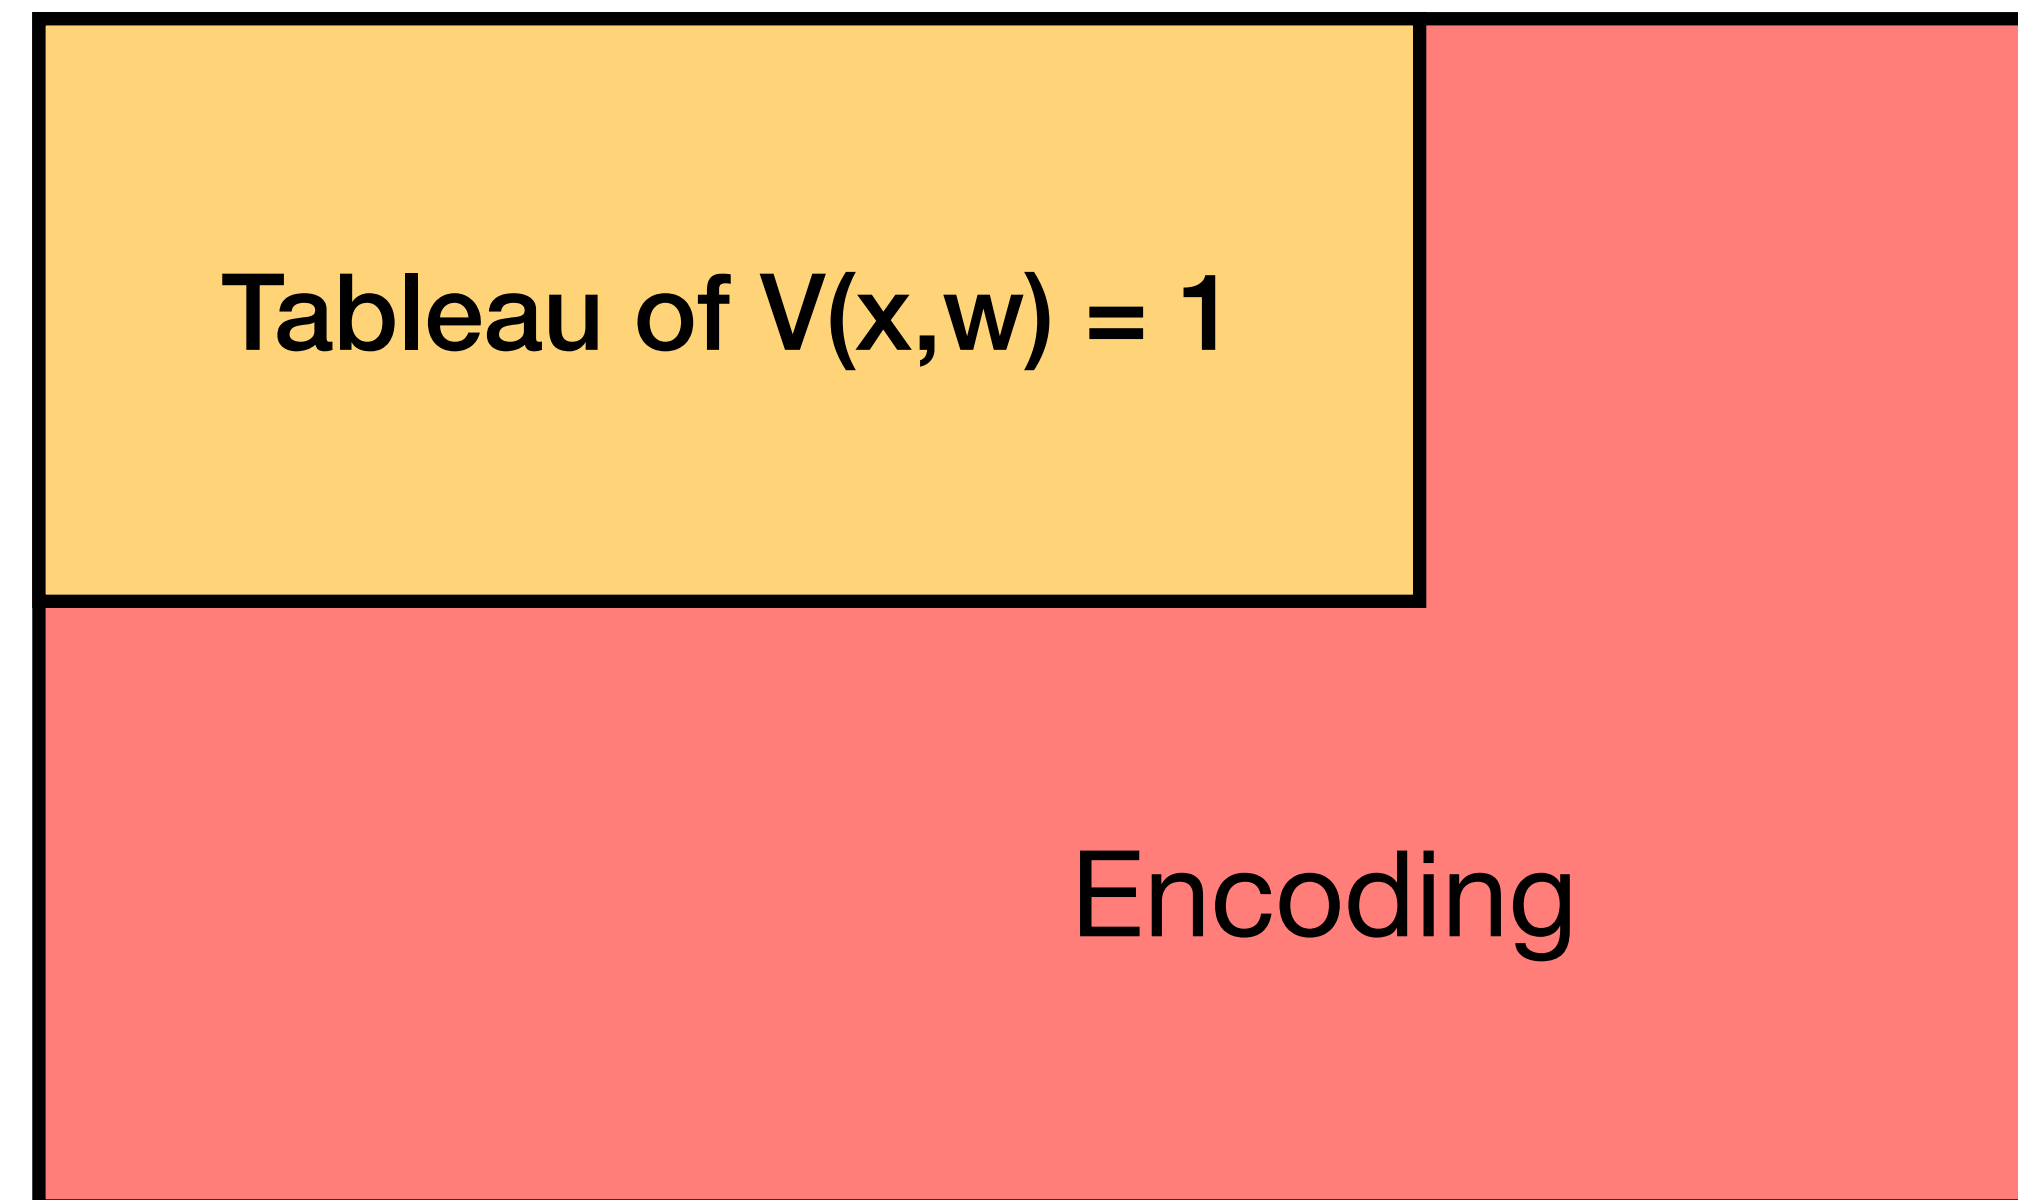 Tableau of V(x,w) = 1
Encoding